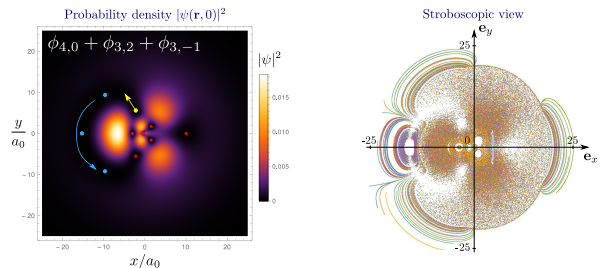 Probability density |ψ(r, 0)|²
ϕ4,0 + ϕ3,2 + ϕ3,−1
|ψ|²
0.015
0.010
0.005
0
y/a0
20
10
0
−10
−20
−20 −10 0 10 20
x/a0
Stroboscopic view
ey
25
-25 0 25
ex
-25